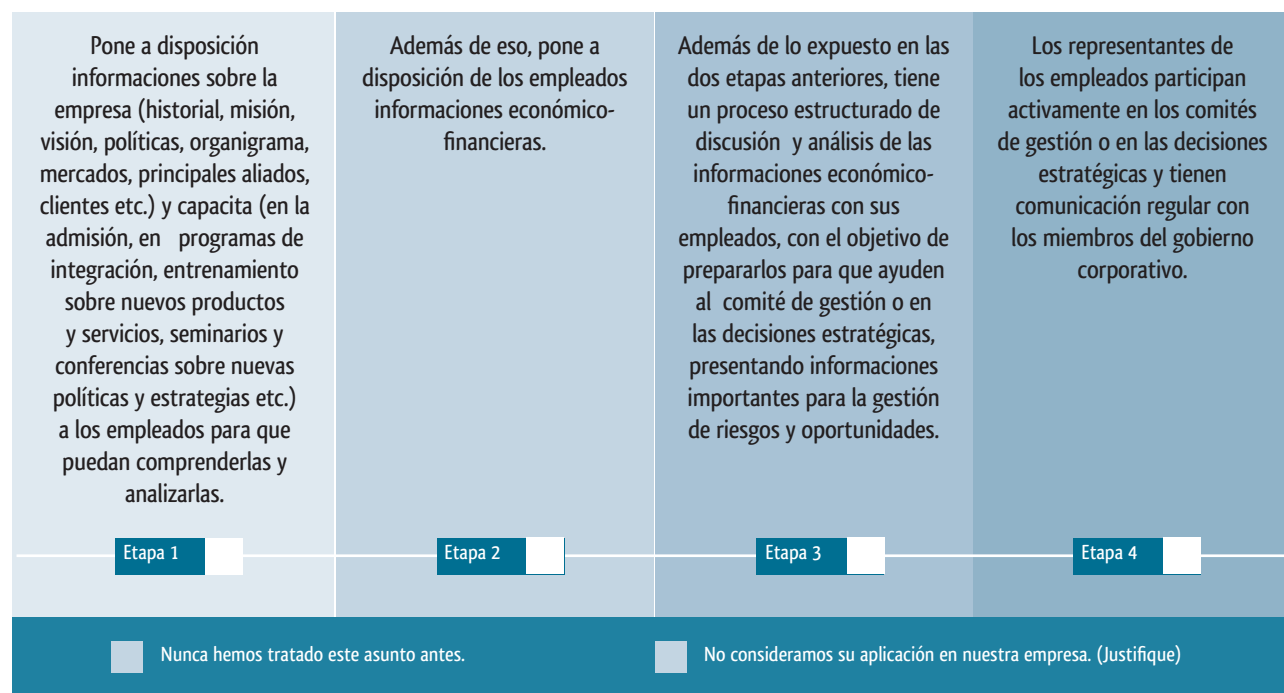 Pone a disposición
informaciones sobre la
empresa (historial, misión,
visión, políticas, organigrama,
mercados, principales aliados,
clientes etc.) y capacita (en la
admisión, en programas de
integración, entrenamiento
sobre nuevos productos
y servicios, seminarios y
conferencias sobre nuevas
políticas y estrategias etc.)
a los empleados para que
puedan comprenderlas y
analizarlas.
Etapa 1
Además de eso, pone a
disposición de los empleados
informaciones económico-
financieras.
Etapa 2
Además de lo expuesto en las
dos etapas anteriores, tiene
un proceso estructurado de
discusión y análisis de las
informaciones económico-
financieras con sus
empleados, con el objetivo de
prepararlos para que ayuden
al comité de gestión o en
las decisiones estratégicas,
presentando informaciones
importantes para la gestión
de riesgos y oportunidades.
Etapa 3
Los representantes de
los empleados participan
activamente en los comités
de gestión o en las decisiones
estratégicas y tienen
comunicación regular con
los miembros del gobierno
corporativo.
Etapa 4
Nunca hemos tratado este asunto antes.
No consideramos su aplicación en nuestra empresa. (Justifique)